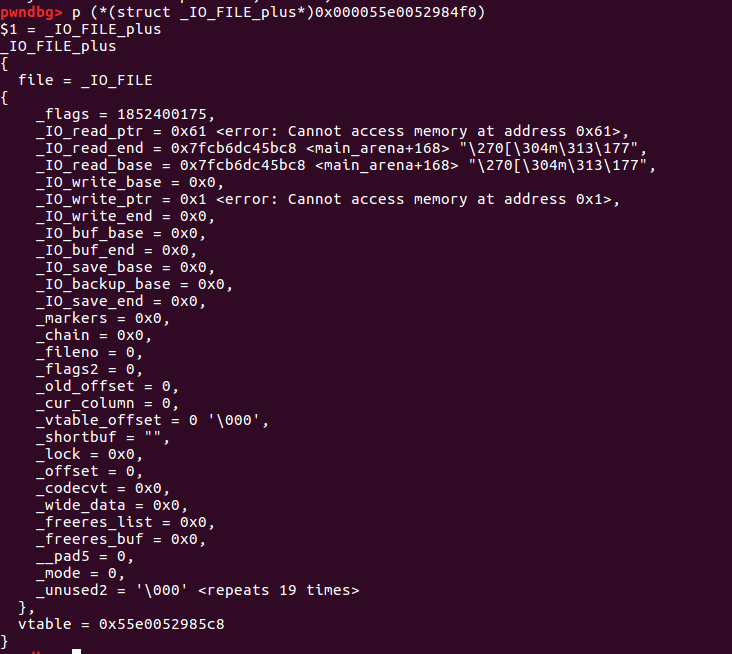 pwndbg> p (*(struct _IO_FILE_plus*)0x000055e0052984f0)
$1 = _IO_FILE_plus
_IO_FILE_plus
{
  file = _IO_FILE
{
    _flags = 1852400175,
    _IO_read_ptr = 0x61 <error: Cannot access memory at address 0x61>,
    _IO_read_end = 0x7fcb6dc45bc8 <main_arena+168> "\270[\304m\313\177",
    _IO_read_base = 0x7fcb6dc45bc8 <main_arena+168> "\270[\304m\313\177",
    _IO_write_base = 0x0,
    _IO_write_ptr = 0x1 <error: Cannot access memory at address 0x1>,
    _IO_write_end = 0x0,
    _IO_buf_base = 0x0,
    _IO_buf_end = 0x0,
    _IO_save_base = 0x0,
    _IO_backup_base = 0x0,
    _IO_save_end = 0x0,
    _markers = 0x0,
    _chain = 0x0,
    _fileno = 0,
    _flags2 = 0,
    _old_offset = 0,
    _cur_column = 0,
    _vtable_offset = 0 '\000',
    _shortbuf = "",
    _lock = 0x0,
    _offset = 0,
    _codecvt = 0x0,
    _wide_data = 0x0,
    _freeres_list = 0x0,
    _freeres_buf = 0x0,
    __pad5 = 0,
    _mode = 0,
    _unused2 = '\000' <repeats 19 times>
  },
  vtable = 0x55e0052985c8
}